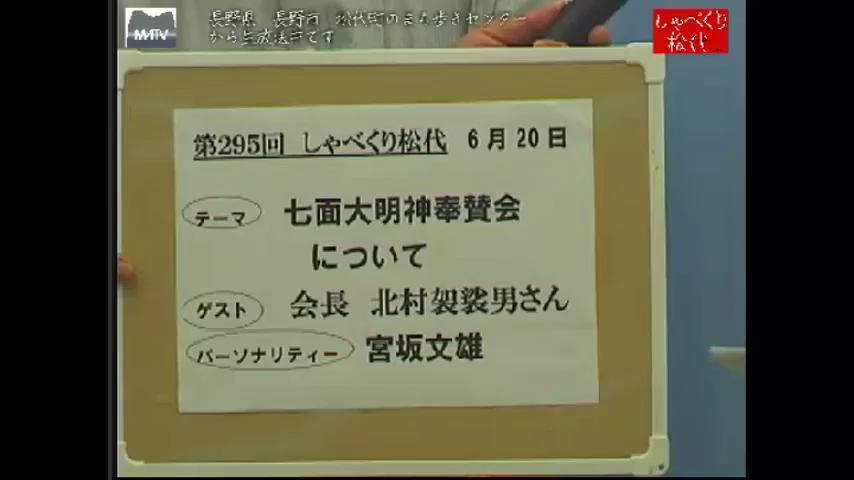 長野県　長野市　松代町のまち歩きセンター
から生放送中です
MATV
しゃべくり
松代
第295回 しゃべくり松代 6月20日
テーマ 七面大明神奉賛会
について
ゲスト 会長 北村袈裟男さん
パーソナリティー 宮坂文雄